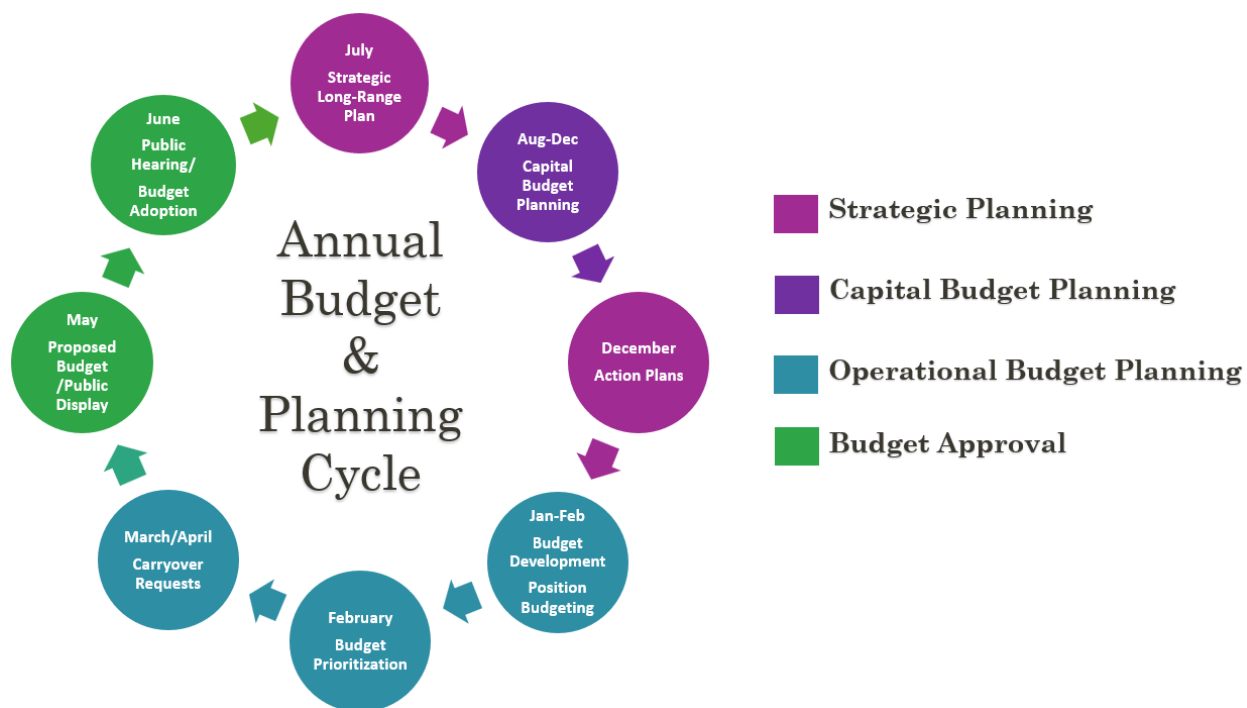 July
Strategic
Long-Range
Plan
Aug-Dec
Capital
Budget
Planning
December
Action Plans
Jan-Feb
Budget
Development
Position
Budgeting
February
Budget
Prioritization
March/April
Carryover
Requests
May
Proposed
Budget
/Public
Display
June
Public
Hearing/
Budget
Adoption
Annual
Budget
&
Planning
Cycle
Strategic Planning
Capital Budget Planning
Operational Budget Planning
Budget Approval